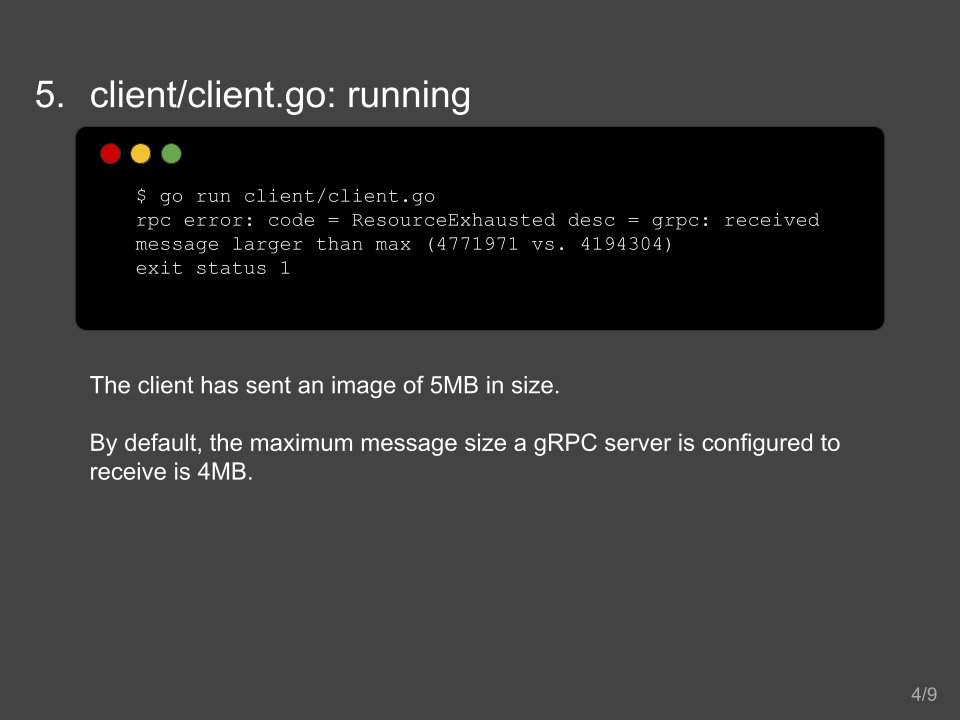 5. client/client.go: running
$ go run client/client.go
rpc error: code = ResourceExhausted desc = grpc: received
message larger than max (4771971 vs. 4194304)
exit status 1
The client has sent an image of 5MB in size.
By default, the maximum message size a gRPC server is configured to
receive is 4MB.
4/9